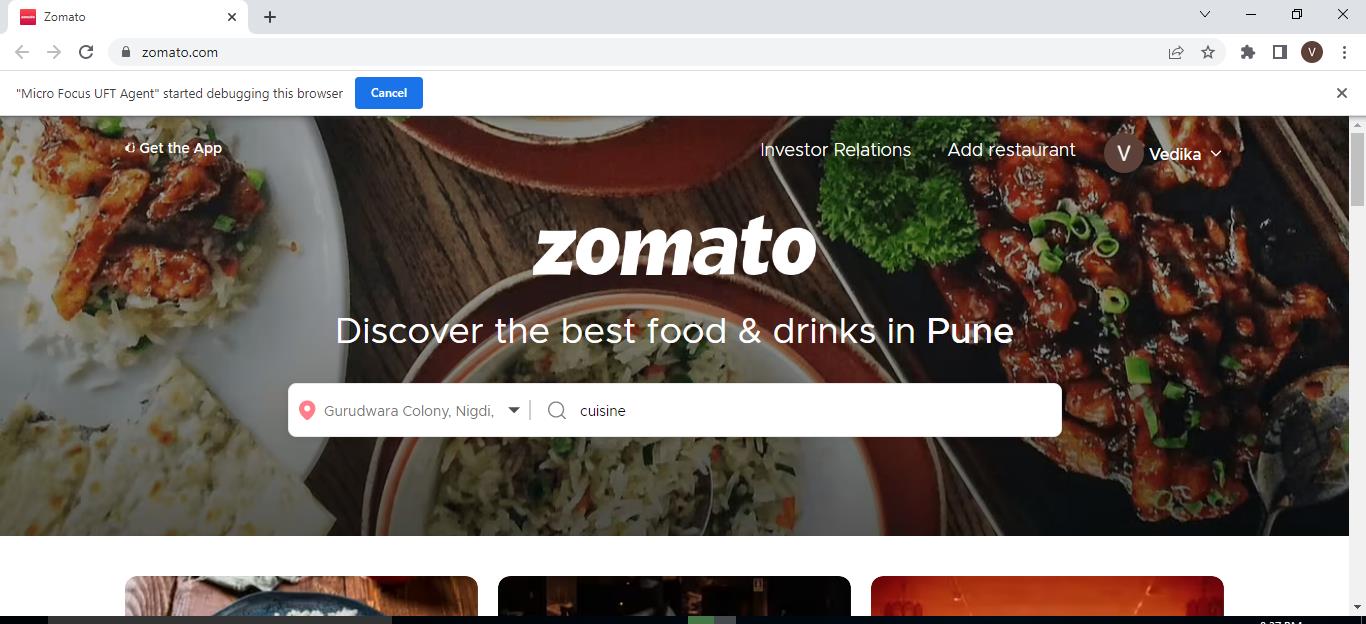 Zomato
zomato.com
V
"Micro Focus UFT Agent" started debugging this browser
Cancel
Get the App
Investor Relations
Add restaurant
V
Vedika
zomato
Discover the best food & drinks in Pune
Gurudwara Colony, Nigdi,
cuisine